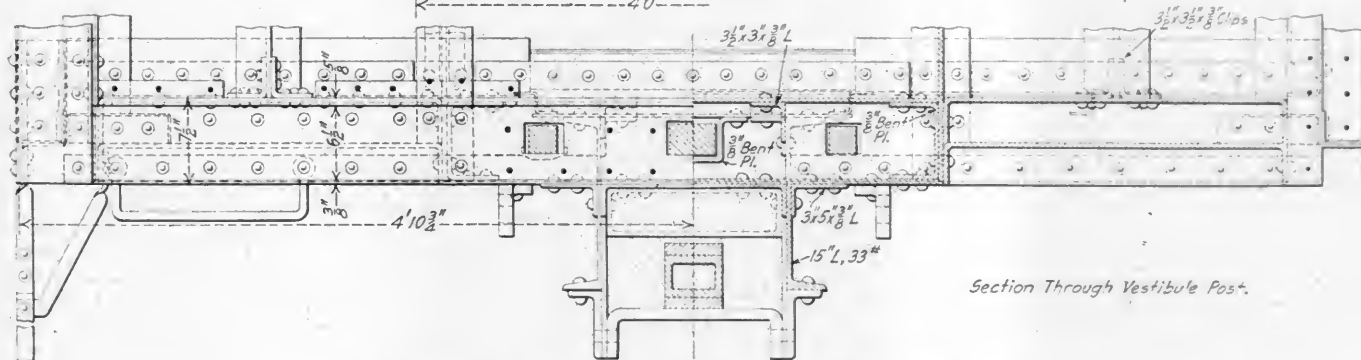 40
3½"x3"x⅜" L
3½"x3½"x⅜" Clips
⅝"
7½"
6½"
⅜" Bent
Pl.
⅜" Bent
Pl.
⅜"
4'10¾"
3"x5"x⅜" L
15" L, 33#
Section Through Vestibule Post.